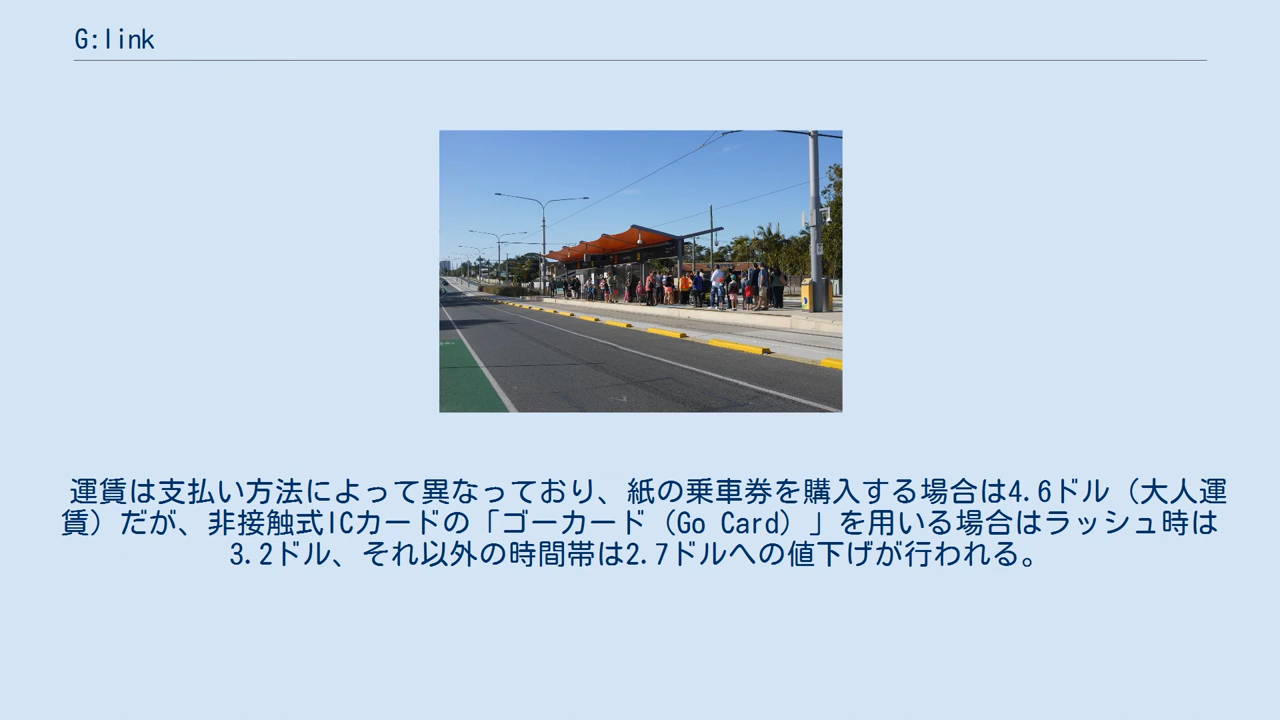 G:link
運賃は支払い方法によって異なっており、紙の乗車券を購入する場合は4.6ドル（大人運
賃）だが、非接触式ICカードの「ゴーカード（Go Card）」を用いる場合はラッシュ時は
3.2ドル、それ以外の時間帯は2.7ドルへの値下げが行われる。